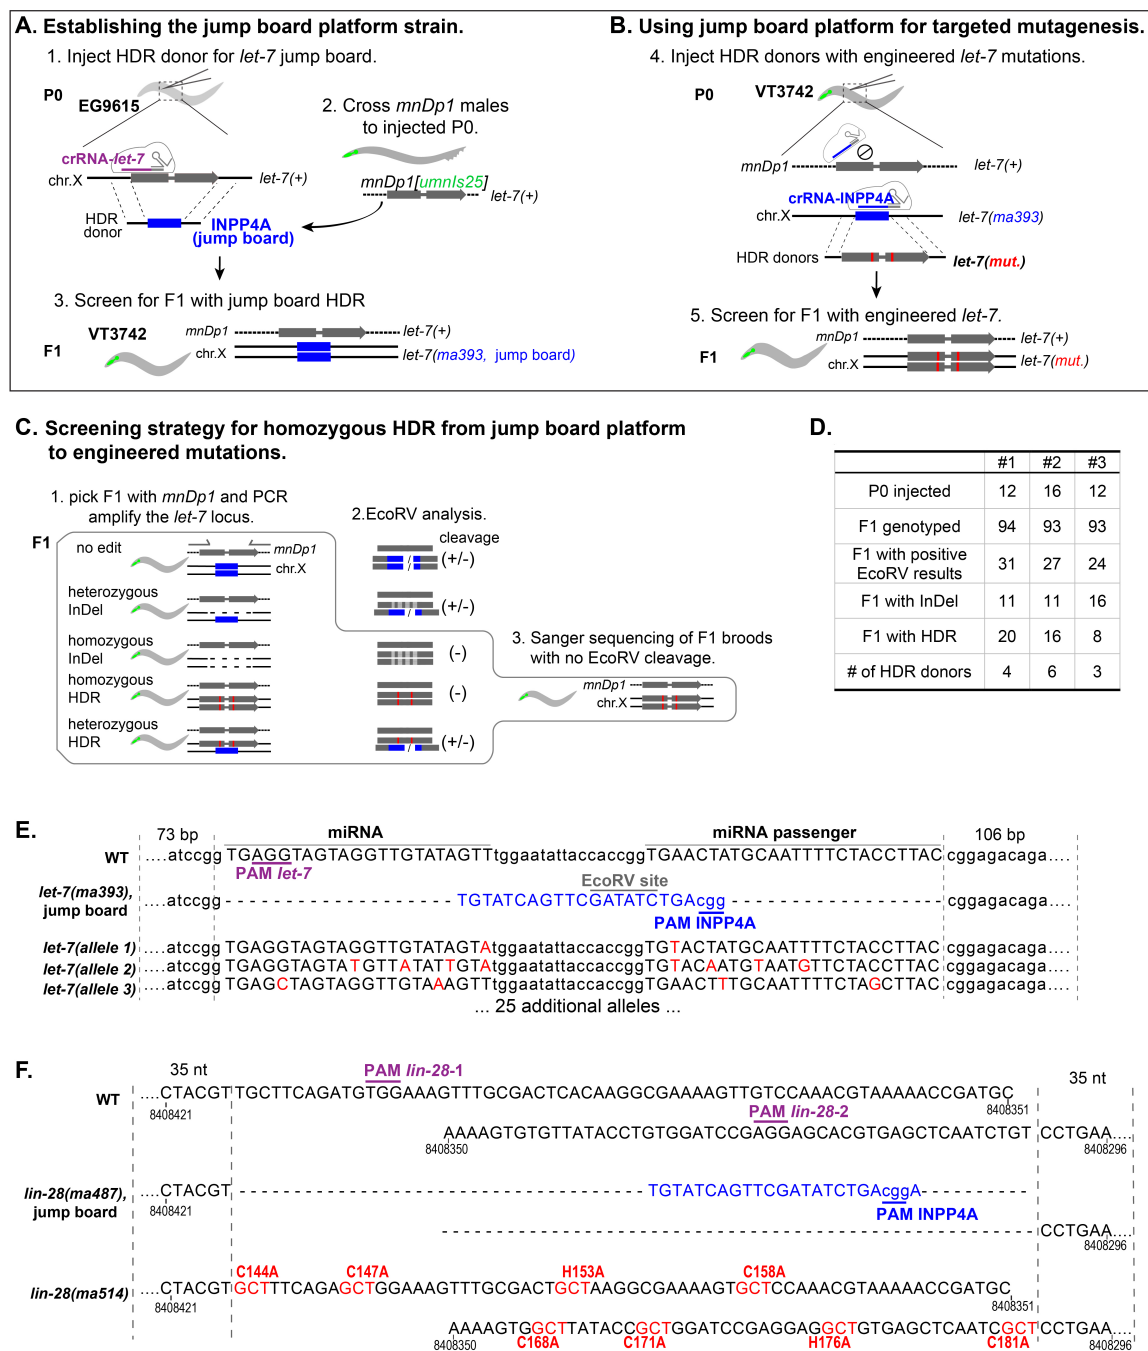 A. Establishing the jump board platform strain.
1. Inject HDR donor for let-7 jump board.
P0
EG9615
2. Cross mnDp1 males
to injected P0.
crRNA-let-7
chr.X
let-7(+)
mnDp1[umnIs25]
let-7(+)
HDR
donor
INPP4A
(jump board)
3. Screen for F1 with jump board HDR
VT3742
F1
mnDp1
let-7(+)
chr.X
let-7(ma393, jump board)
B. Using jump board platform for targeted mutagenesis.
4. Inject HDR donors with engineered let-7 mutations.
P0
VT3742
mnDp1
let-7(+)
crRNA-INPP4A
chr.X
let-7(ma393)
HDR donors
let-7(mut.)
5. Screen for F1 with engineered let-7.
mnDp1
let-7(+)
F1
chr.X
let-7(mut.)
C. Screening strategy for homozygous HDR from jump board platform
to engineered mutations.
1. pick F1 with mnDp1 and PCR
amplify the let-7 locus.
2.EcoRV analysis.
cleavage
F1
no edit
mnDp1
chr.X
(+/-)
heterozygous
InDel
(+/-)
homozygous
InDel
(-)
homozygous
HDR
(-)
heterozygous
HDR
(+/-)
3. Sanger sequencing of F1 broods
with no EcoRV cleavage.
mnDp1
chr.X
D.
#1 #2 #3
P0 injected 12 16 12
F1 genotyped 94 93 93
F1 with positive
EcoRV results 31 27 24
F1 with InDel 11 11 16
F1 with HDR 20 16 8
# of HDR donors 4 6 3
E.
73 bp miRNA miRNA passenger 106 bp
WT ....atccgg TGAGGTAGTAGGTTGTATAGTTtggaatattaccaccggTGAACTATGCAATTTTCTACCTTAC cggagacaga....
PAM let-7
EcoRV site
let-7(ma393),
jump board ....atccgg - - - - - - - - - - - - - - - - - - TGTATCAGTTCGATATCTGAcgg - - - - - - - - - - - - - - - - - cggagacaga....
PAM INPP4A
let-7(allele 1) ....atccgg TGAGGTAGTAGGTTGTATAGTAtggaatattaccaccggTGTACTATGCAATTTTCTACCTTAC cggagacaga....
let-7(allele 2) ....atccgg TGAGGTAGTATGTTATATTGTAtggaatattaccaccggTGTACAATGTAATGTTCTACCTTAC cggagacaga....
let-7(allele 3) ....atccgg TGAGCTAGTAGGTTGTAAAGTTtggaatattaccaccggTGAACTTTGCAATTTTCTAGCTTAC cggagacaga....
... 25 additional alleles ...
F.
35 nt PAM lin-28-1
WT ....CTACGTTGCTTCAGATGTGGAAAGTTTGCGACTCACAAGGCGAAAAGTTGTCCAAACGTAAAAACCGATGC
8408421 8408351
PAM lin-28-2 35 nt
AAAAGTGTGTTATACCTGTGGATCCGAGGAGCACGTGAGCTCAATCTGT CCTGAA....
8408350 8408296
lin-28(ma487),
jump board ....CTACGT - - - - - - - - - - - - - - - - - - - - - - - - - - - - - - TGTATCAGTTCGATATCTGAcggA- - - - - - - - -
8408421
PAM INPP4A
- - - - - - - - - - - - - - - - - - - - - - - - - - - - - - - - - - - - - - - - - - - - CCTGAA....
8408296
C144A C147A H153A C158A
lin-28(ma514) ....CTACGTGCTTTCAGAGCTGGAAAGTTTGCGACTGCTAAGGCGAAAAGTGCTCCAAACGTAAAAACCGATGC
8408421 8408351
AAAAGTGGCTTATACCGCTGGATCCGAGGAGGCTGTGAGCTCAATCGCT CCTGAA....
8408350 C168A C171A H176A C181A 8408296